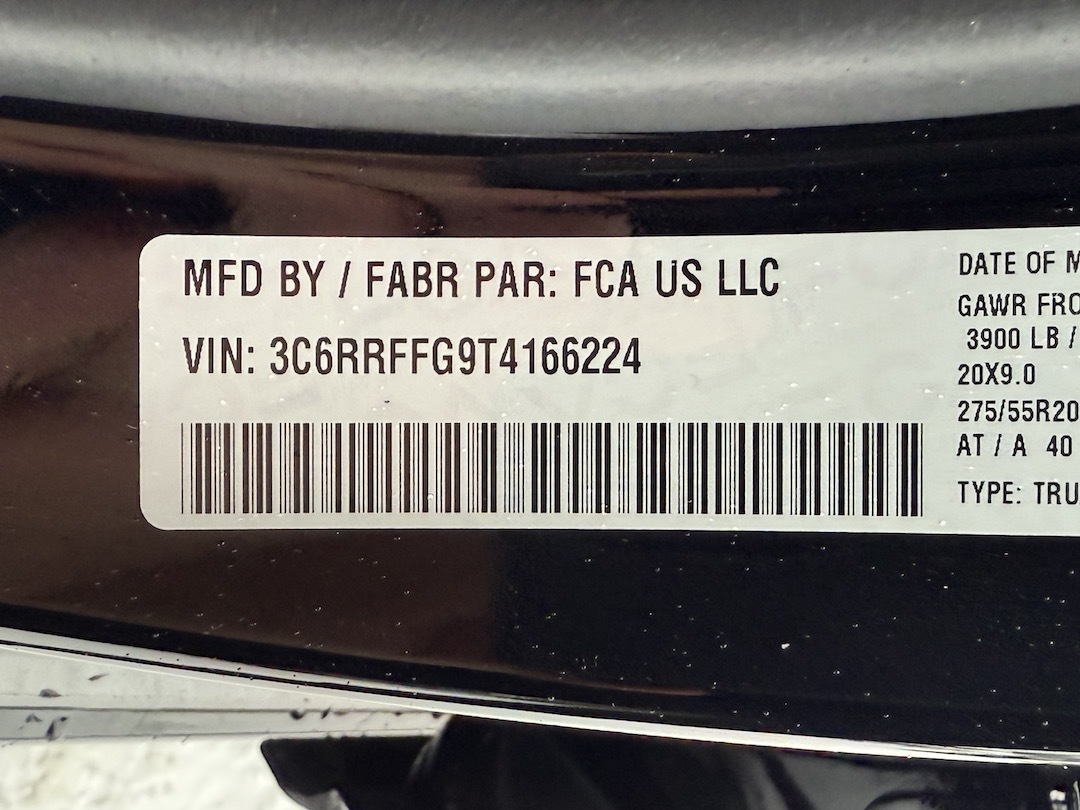 MFD BY / FABR PAR: FCA US LLC
VIN: 3C6RRFFG9T4166224
DATE OF M
GAWR FRO
3900 LB /
20X9.0
275/55R20
AT / A 40
TYPE: TRU